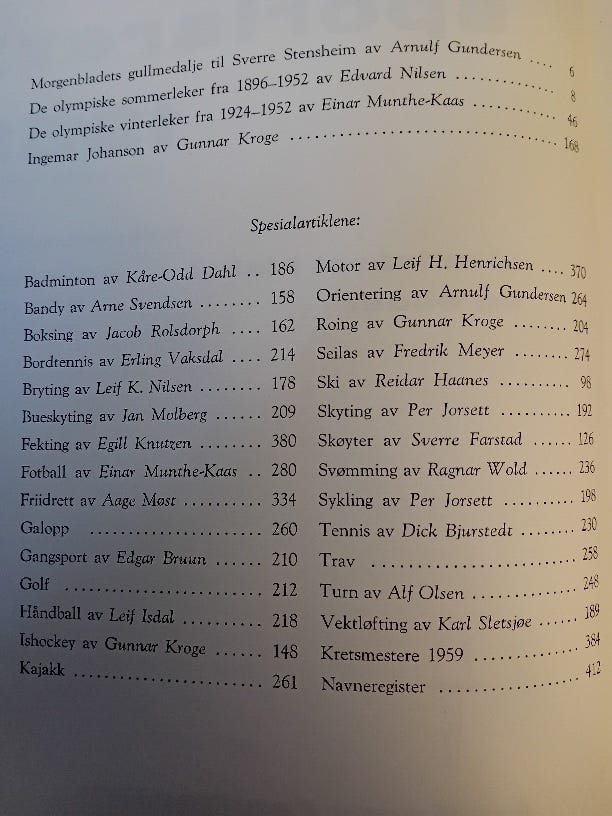 Morgenbladets gullmedalje til Sverre Stensheim av Arnulf Gundersen .... 6
De olympiske sommerleker fra 1896–1952 av Edvard Nilsen .............. 8
De olympiske vinterleker fra 1924–1952 av Einar Munthe-Kaas ............ 46
Ingemar Johanson av Gunnar Kroge ........................................ 168
Spesialartiklene:
Badminton av Kåre-Odd Dahl .. 186
Bandy av Arne Svendsen ........ 158
Boksing av Jacob Rolsdorph .... 162
Bordtennis av Erling Vaksdal .... 214
Bryting av Leif K. Nilsen ........ 178
Bueskyting av Jan Molberg ...... 209
Fekting av Egill Knutzen ......... 380
Fotball av Einar Munthe-Kaas .. 280
Friidrett av Aage Møst .......... 334
Galopp ...................... 260
Gangsport av Edgar Bruun ...... 210
Golf ......................... 212
Håndball av Leif Isdal .......... 218
Ishockey av Gunnar Kroge ...... 148
Kajakk ......................... 261
Motor av Leif H. Henrichsen .... 370
Orientering av Arnulf Gundersen 264
Roing av Gunnar Kroge ........ 204
Seilas av Fredrik Meyer ........ 274
Ski av Reidar Haanes .......... 98
Skyting av Per Jorsett .......... 192
Skøyter av Sverre Farstad ...... 126
Svømming av Ragnar Wold ...... 236
Sykling av Per Jorsett .......... 198
Tennis av Dick Bjurstedt ........ 230
Trav ........................ 258
Turn av Alf Olsen ............. 248
Vektløfting av Karl Sletsjøe ...... 189
Kretsmestere 1959 ............. 384
Navneregister .................. 412